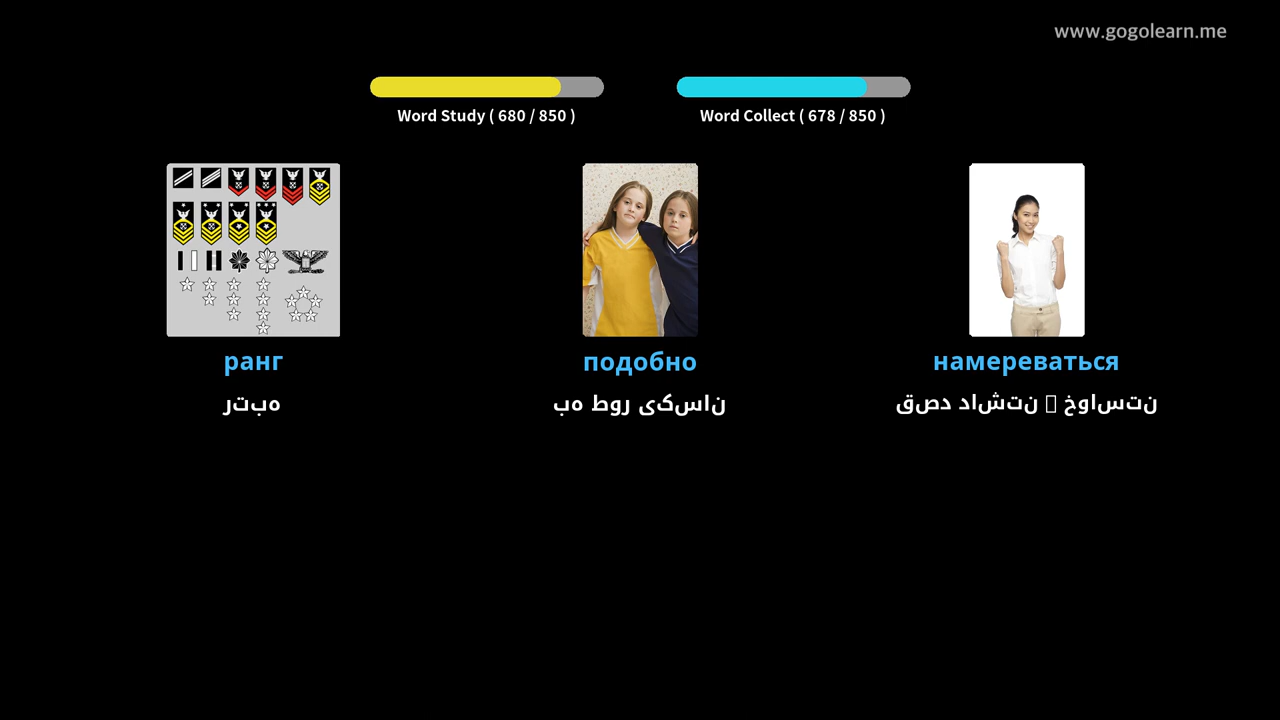 www.gogolearn.me
Word Study ( 680 / 850 )
Word Collect ( 678 / 850 )
ранг
подобно
намереваться
رتبه
به طور یکسان
قصد داشتن ، خواستن